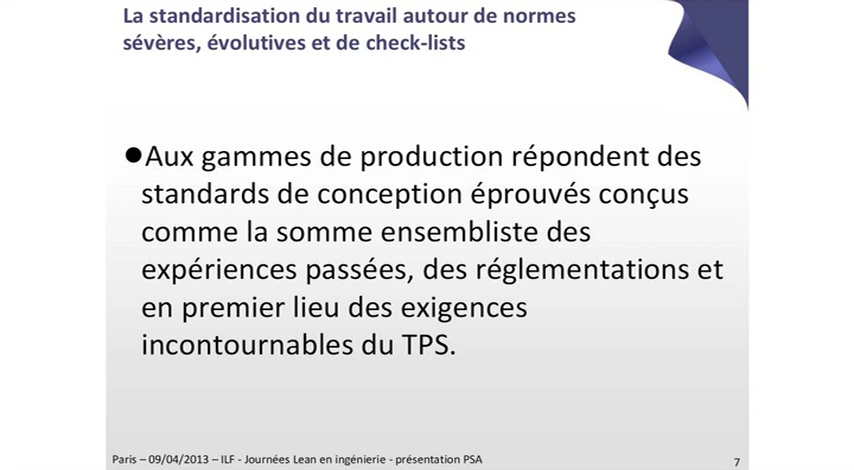 La standardisation du travail autour de normes
sévères, évolutives et de check-lists
●Aux gammes de production répondent des
standards de conception éprouvés conçus
comme la somme ensembliste des
expériences passées, des réglementations et
en premier lieu des exigences
incontournables du TPS.
Paris – 09/04/2013 – ILF - Journées Lean en ingénierie - présentation PSA
7